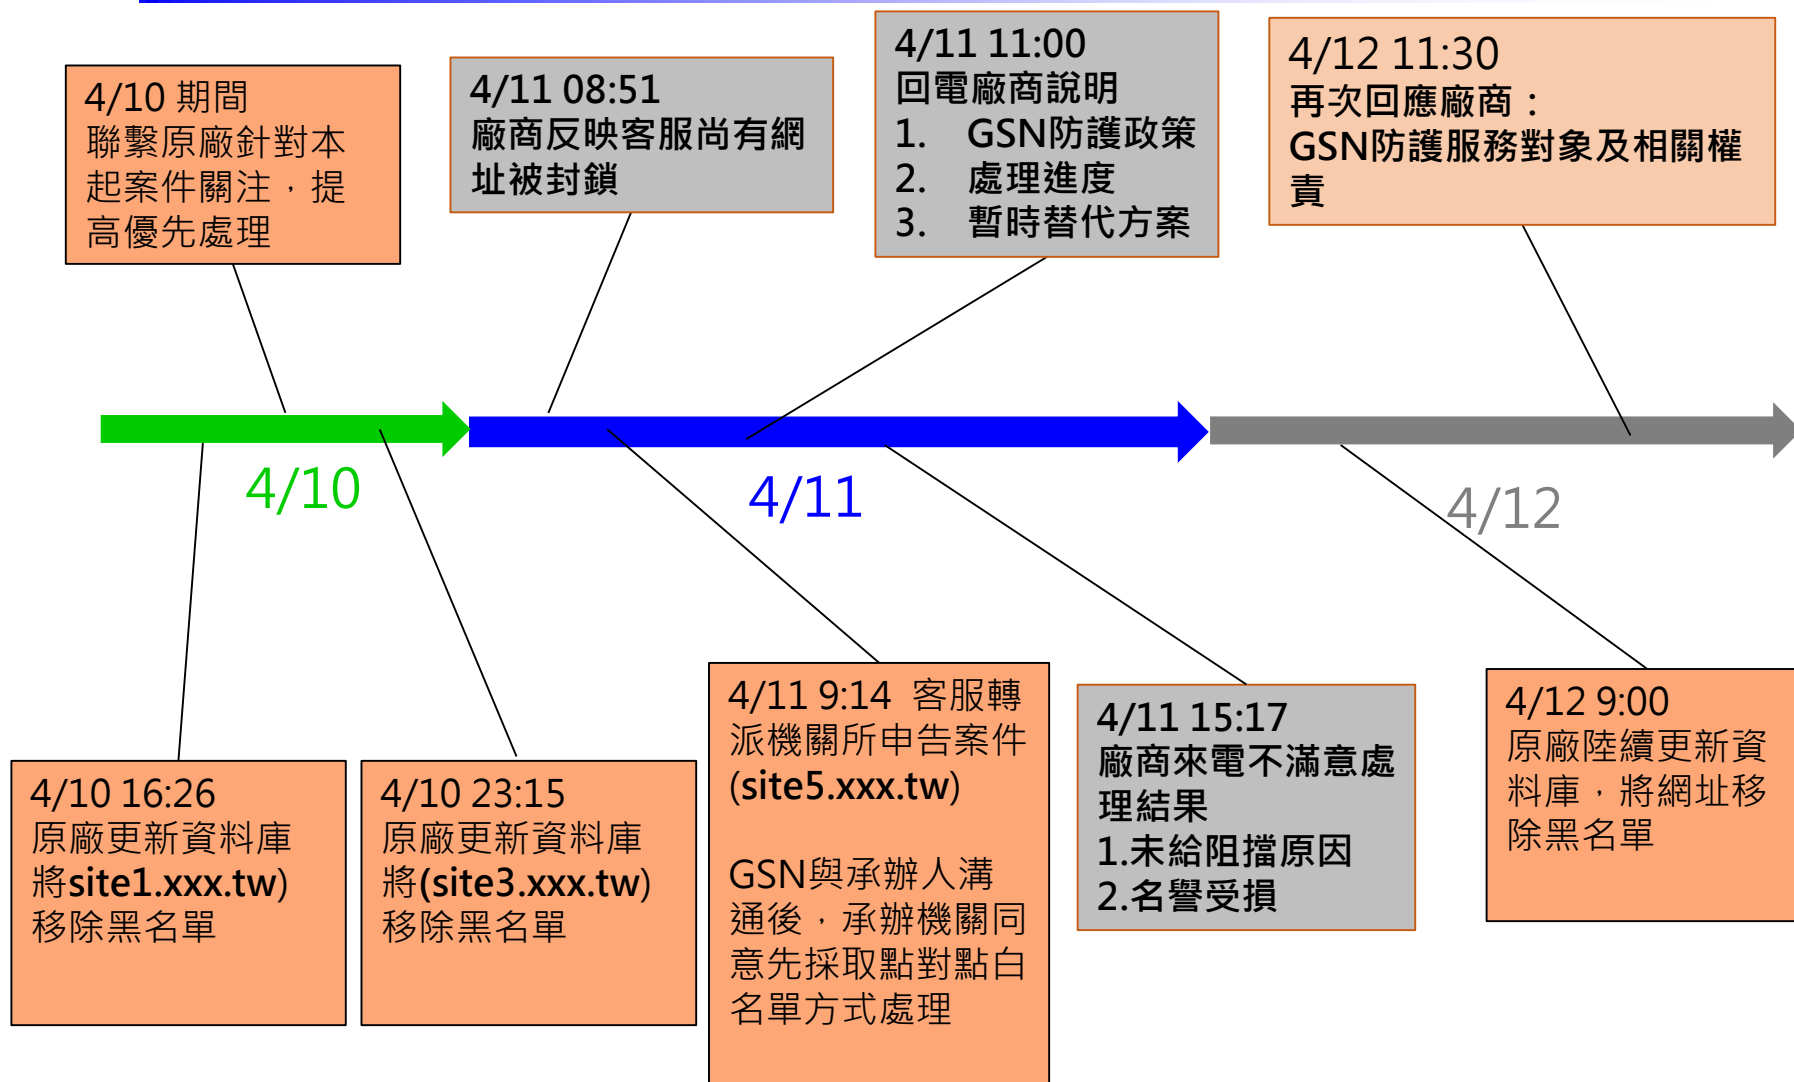 4/10 期間
聯繫原廠針對本
起案件關注，提
高優先處理
4/11 08:51
廠商反映客服尚有網
址被封鎖
4/11 11:00
回電廠商說明
1. GSN防護政策
2. 處理進度
3. 暫時替代方案
4/12 11:30
再次回應廠商：
GSN防護服務對象及相關權
責
4/10
4/11
4/12
4/10 16:26
原廠更新資料庫
將site1.xxx.tw)
移除黑名單
4/10 23:15
原廠更新資料庫
將(site3.xxx.tw)
移除黑名單
4/11 9:14 客服轉
派機關所申告案件
(site5.xxx.tw)
GSN與承辦人溝
通後，承辦機關同
意先採取點對點白
名單方式處理
4/11 15:17
廠商來電不滿意處
理結果
1.未給阻擋原因
2.名譽受損
4/12 9:00
原廠陸續更新資
料庫，將網址移
除黑名單